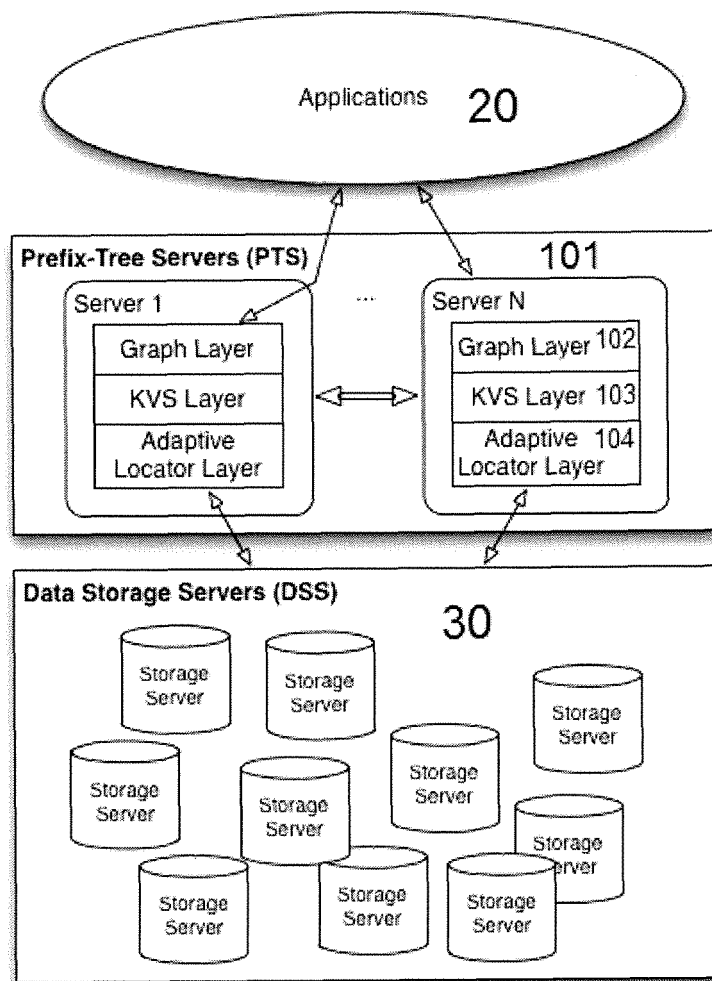 Applications 20
Prefix-Tree Servers (PTS) 101
Server 1
Graph Layer
KVS Layer
Adaptive
Locator Layer
...
Server N
Graph Layer 102
KVS Layer 103
Adaptive 104
Locator Layer
Data Storage Servers (DSS)
30
Storage
Server
Storage
Server
Storage
Server
Storage
Server
Storage
Server
Storage
Server
Storage
Server
Storage
Server
Storage
Server
Storage
Server